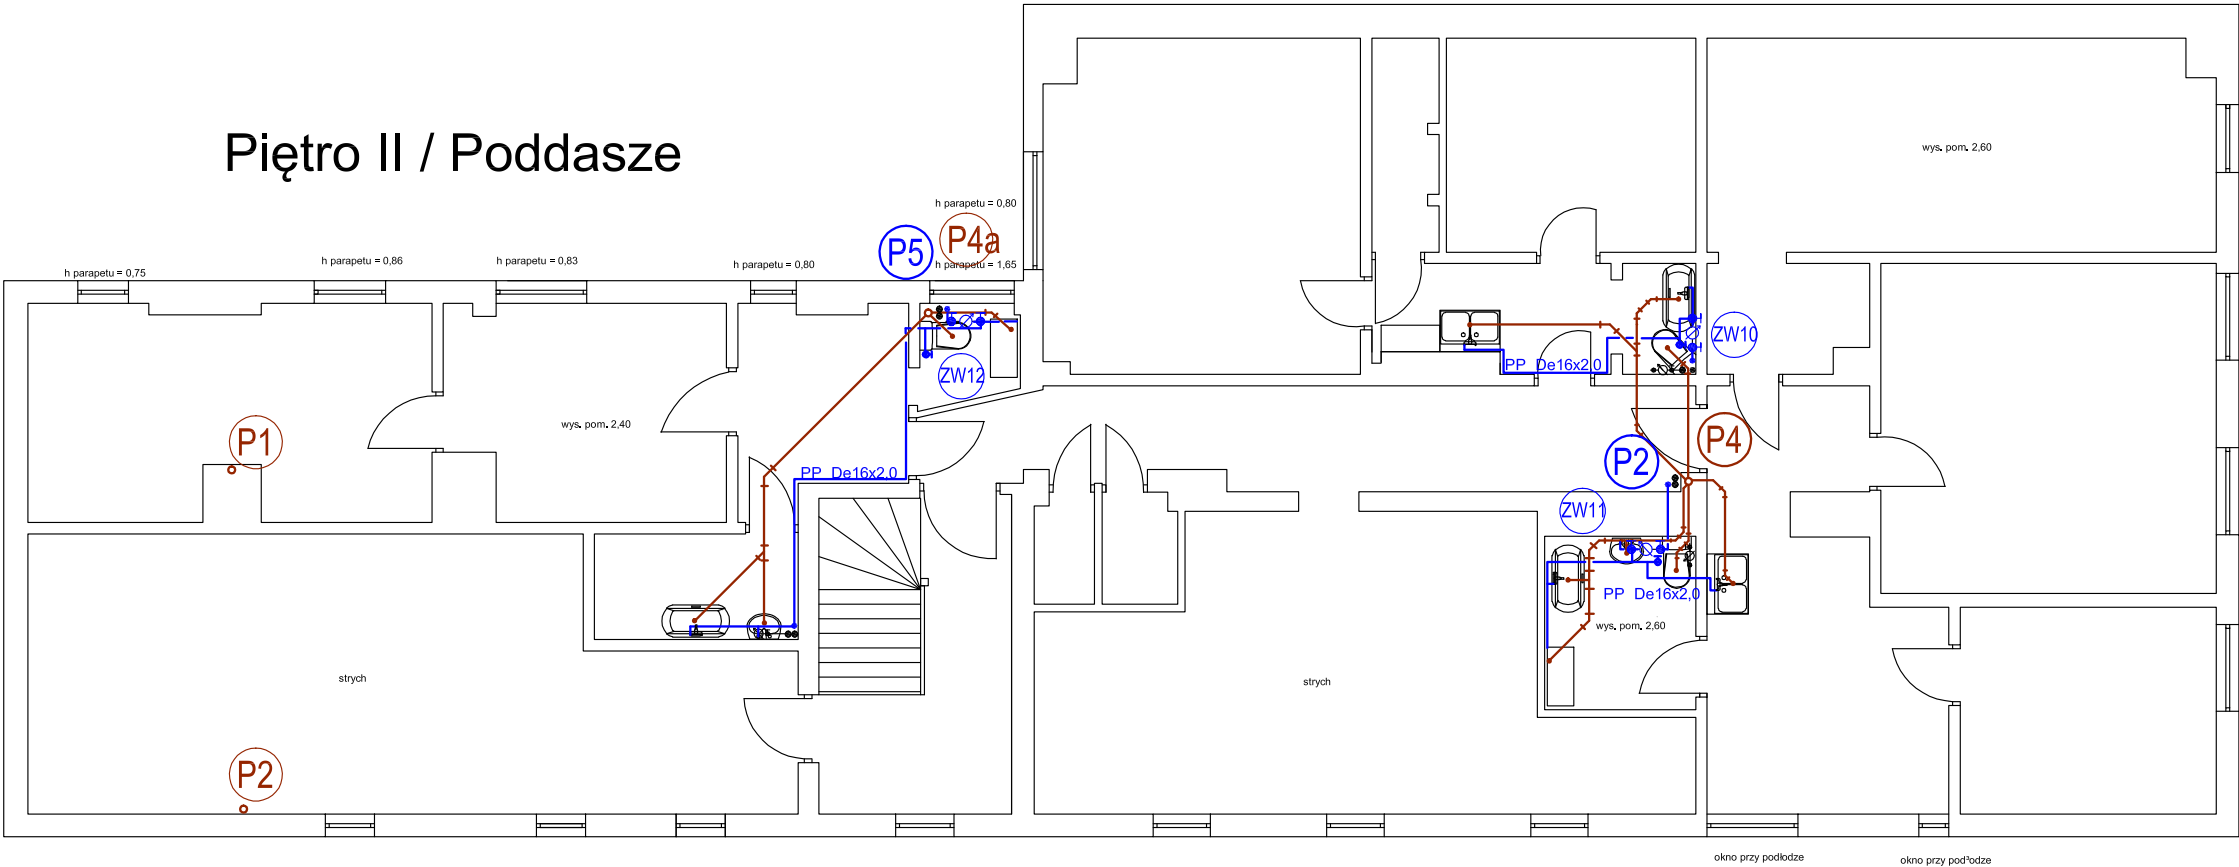 Piętro II / Poddasze
wys. pom. 2,60
h parapetu = 0,80
P5
P4a
h parapetu = 1,65
h parapetu = 0,75
h parapetu = 0,86
h parapetu = 0,83
h parapetu = 0,80
ZW10
PP De16x2,0
ZW12
wys. pom. 2,40
P1
P4
P2
PP De16x2,0
ZW11
PP De16x2,0
wys. pom. 2,60
strych
strych
P2
okno przy podłodze
okno przy pod³odze